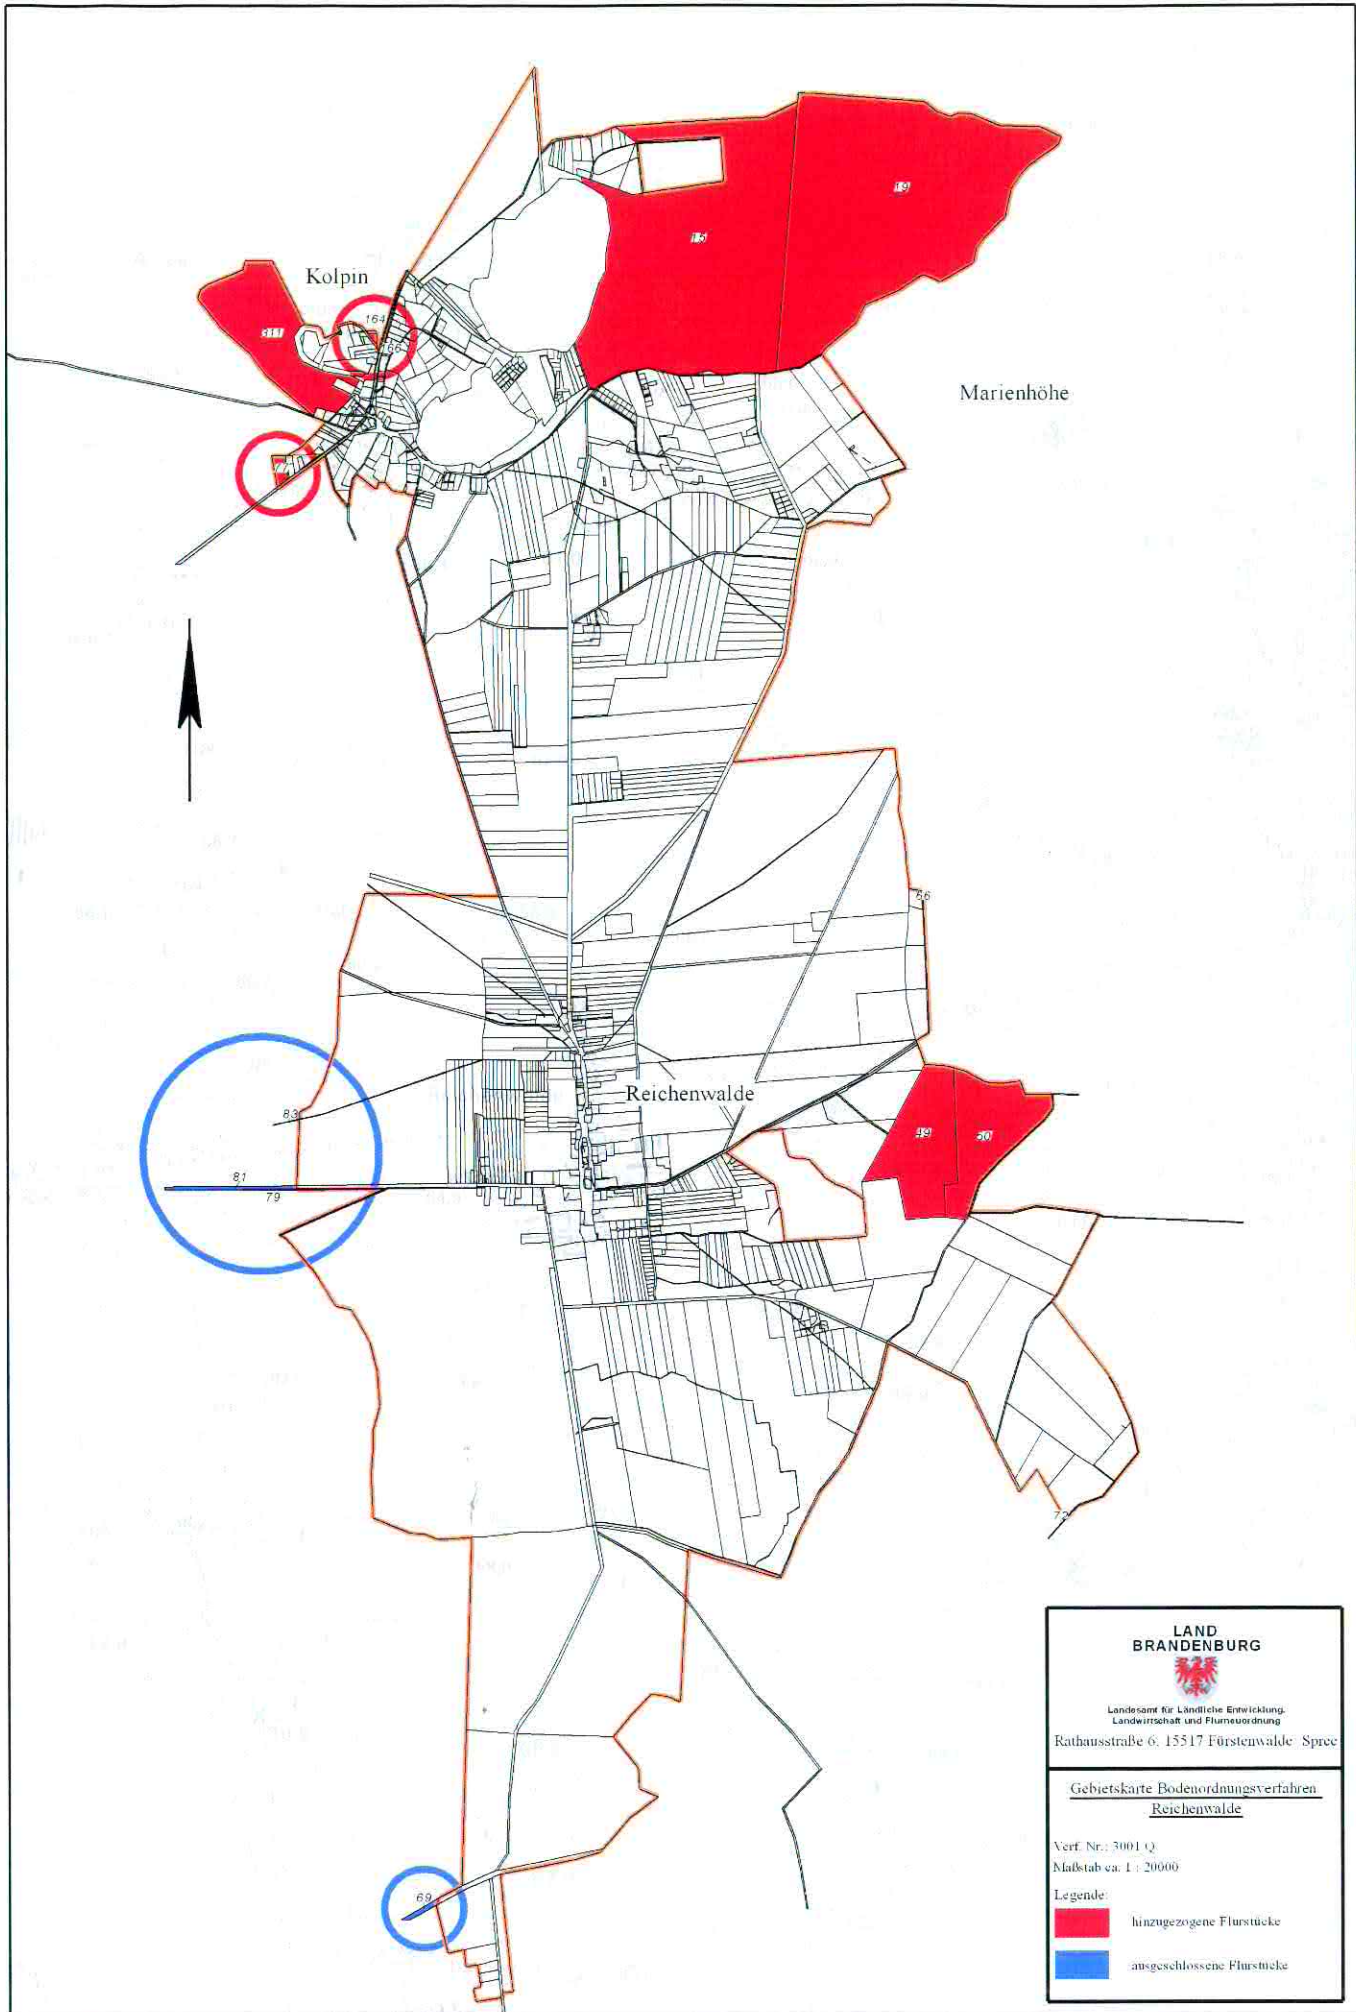 19
15
Kolpin
164
166
311
Marienhöhe
66
Reichenwalde
83
49
50
81
79
72
69
LAND
BRANDENBURG
Landesamt für Ländliche Entwicklung,
Landwirtschaft und Flurneuordnung
Rathausstraße 6, 15517 Fürstenwalde Spree
Gebietskarte Bodenordnungsverfahren
Reichenwalde
Verf. Nr.: 3001 Q
Maßstab ca. 1 : 20000
Legende:
hinzugezogene Flurstücke
ausgeschlossene Flurstücke